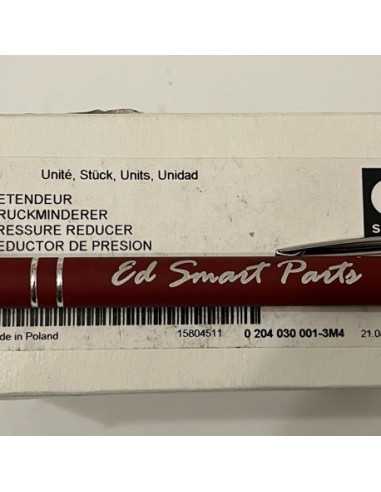 Unité, Stück, Units, Unidad
ETENDEUR
RUCKMINDERER
RESSURE REDUCER
EDUCTOR DE PRESION
Ed Smart Parts
de in Poland 15804511 0 204 030 001-3M4 21.0
S